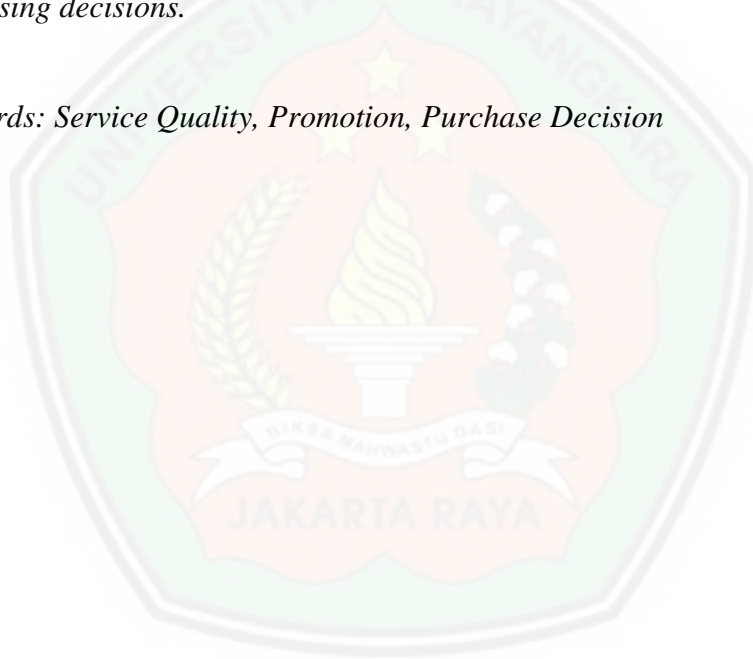 sing decisions.
rds: Service Quality, Promotion, Purchase Decision
UNIVERSITAS BHAYANGKARA
BIKSA MAHWASTU DASI
JAKARTA RAYA